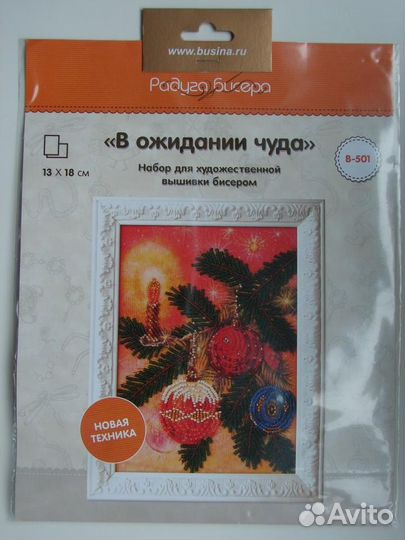 www.busina.ru
Радуга бисера
«В ожидании чуда»
13 X 18 см
Набор для художественной
вышивки бисером
В-501
НОВАЯ
ТЕХНИКА
Avito